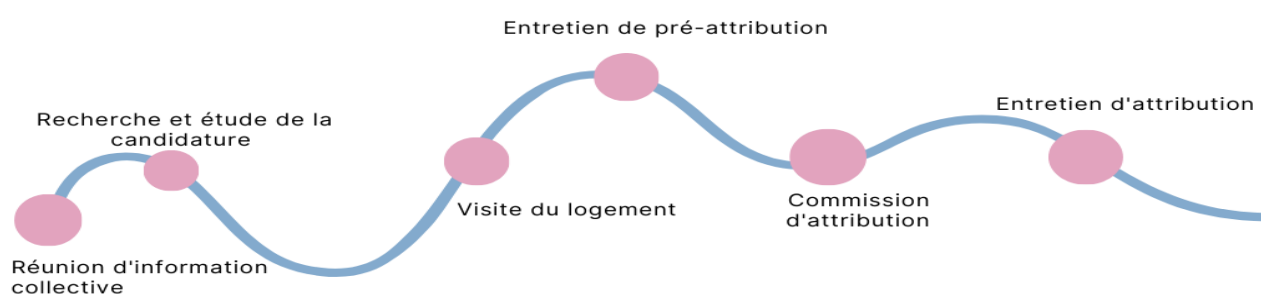 Réunion d'information
collective
Recherche et étude de la
candidature
Visite du logement
Entretien de pré-attribution
Commission
d'attribution
Entretien d'attribution